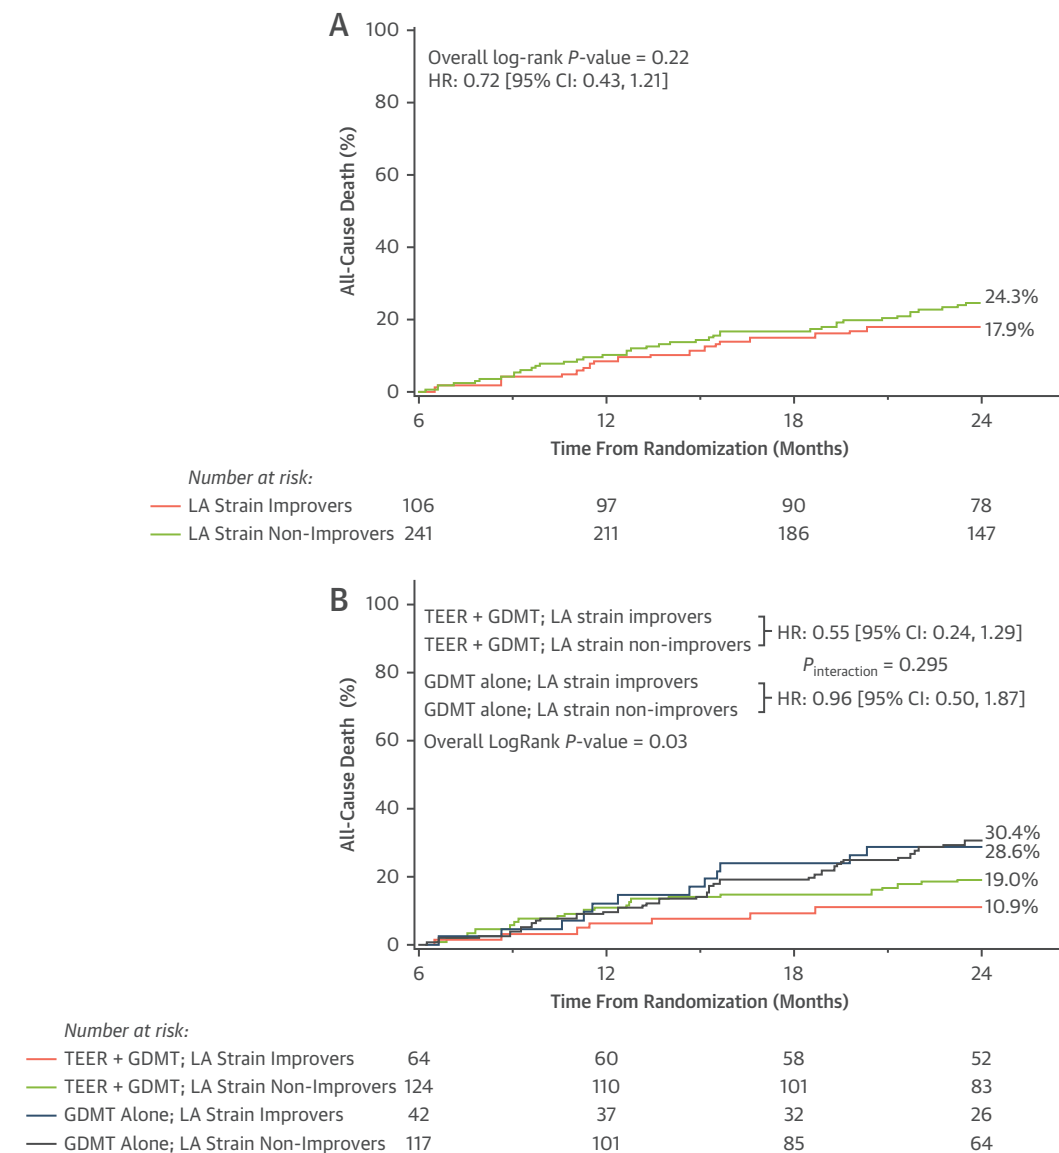 A
All-Cause Death (%)
100
80
60
40
20
0
Overall log-rank P-value = 0.22
HR: 0.72 [95% CI: 0.43, 1.21]
24.3%
17.9%
6 12 18 24
Time From Randomization (Months)
Number at risk:
LA Strain Improvers 106 97 90 78
LA Strain Non-Improvers 241 211 186 147
B
All-Cause Death (%)
100
80
60
40
20
0
TEER + GDMT; LA strain improvers
TEER + GDMT; LA strain non-improvers
HR: 0.55 [95% CI: 0.24, 1.29]
Pinteraction = 0.295
GDMT alone; LA strain improvers
GDMT alone; LA strain non-improvers
HR: 0.96 [95% CI: 0.50, 1.87]
Overall LogRank P-value = 0.03
30.4%
28.6%
19.0%
10.9%
6 12 18 24
Time From Randomization (Months)
Number at risk:
TEER + GDMT; LA Strain Improvers 64 60 58 52
TEER + GDMT; LA Strain Non-Improvers 124 110 101 83
GDMT Alone; LA Strain Improvers 42 37 32 26
GDMT Alone; LA Strain Non-Improvers 117 101 85 64